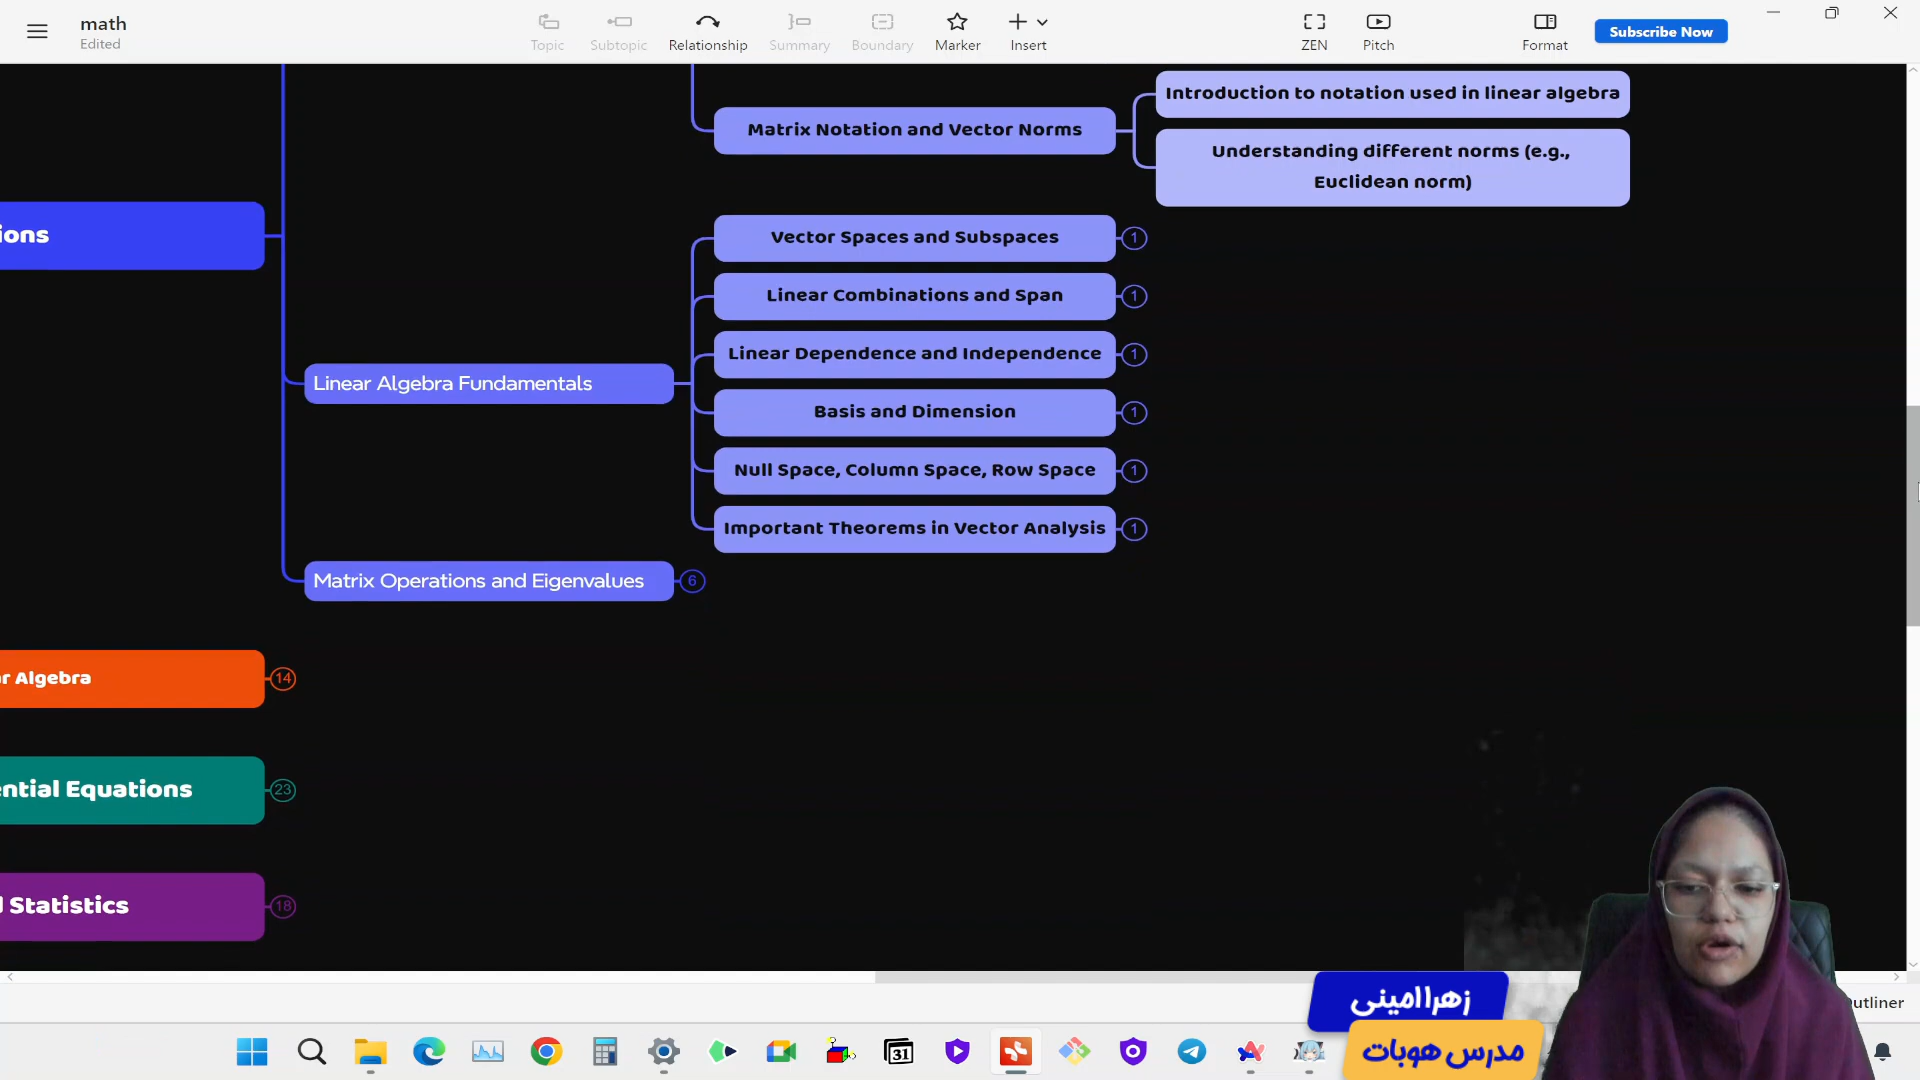 math
Edited
Topic
Subtopic
Relationship
Summary
Boundary
Marker
Insert
ZEN
Pitch
Format
Subscribe Now
Introduction to notation used in linear algebra
Matrix Notation and Vector Norms
Understanding different norms (e.g.,
Euclidean norm)
ions
Vector Spaces and Subspaces
1
Linear Combinations and Span
1
Linear Dependence and Independence
1
Linear Algebra Fundamentals
Basis and Dimension
1
Null Space, Column Space, Row Space
1
Important Theorems in Vector Analysis
1
Matrix Operations and Eigenvalues
6
r Algebra
14
ential Equations
23
Statistics
18
زهرا امینی
utliner
مدرس هوبات
31